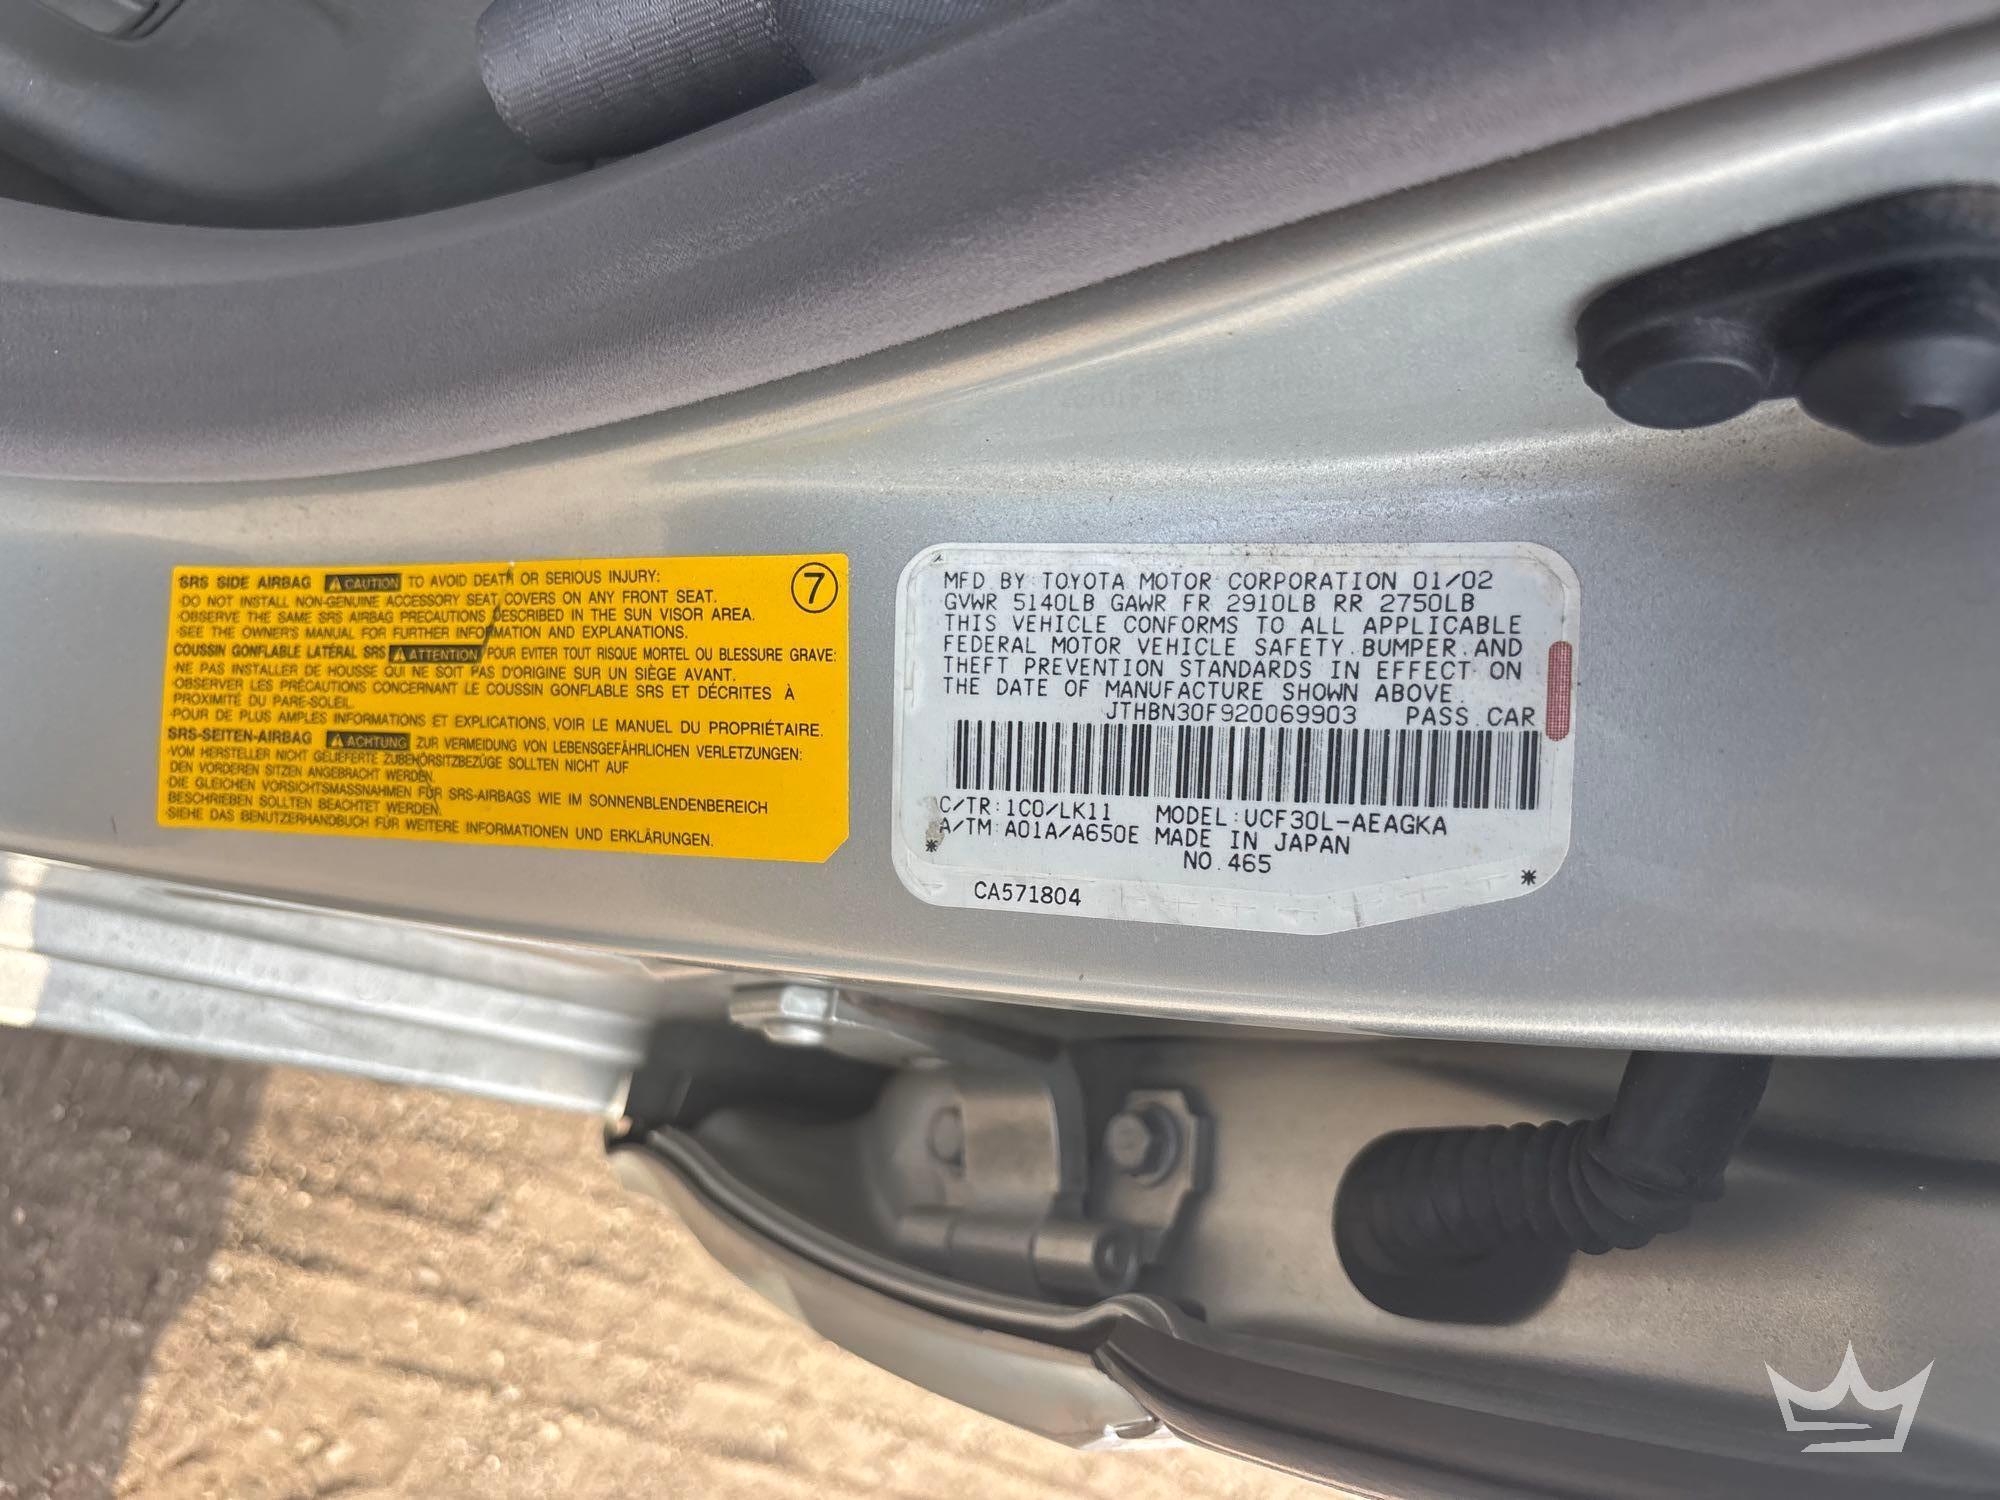 SRS SIDE AIRBAG CAUTION TO AVOID DEATH OR SERIOUS INJURY:
·DO NOT INSTALL NON-GENUINE ACCESSORY SEAT COVERS ON ANY FRONT SEAT.
·OBSERVE THE SAME SRS AIRBAG PRECAUTIONS DESCRIBED IN THE SUN VISOR AREA.
·SEE THE OWNER'S MANUAL FOR FURTHER INFORMATION AND EXPLANATIONS.
7
COUSSIN GONFLABLE LATÉRAL SRS ATTENTION POUR EVITER TOUT RISQUE MORTEL OU BLESSURE GRAVE:
·NE PAS INSTALLER DE HOUSSE QUI NE SOIT PAS D'ORIGINE SUR UN SIÈGE AVANT.
·OBSERVER LES PRÉCAUTIONS CONCERNANT LE COUSSIN GONFLABLE SRS ET DÉCRITES À
PROXIMITÉ DU PARE-SOLEIL.
·POUR DE PLUS AMPLES INFORMATIONS ET EXPLICATIONS, VOIR LE MANUEL DU PROPRIÉTAIRE.
SRS-SEITEN-AIRBAG ACHTUNG ZUR VERMEIDUNG VON LEBENSGEFÄHRLICHEN VERLETZUNGEN:
·VOM HERSTELLER NICHT GELIEFERTE ZUBEHÖRSITZBEZÜGE SOLLTEN NICHT AUF
DEN VORDEREN SITZEN ANGEBRACHT WERDEN.
·DIE GLEICHEN VORSICHTSMASSNAHMEN FÜR SRS-AIRBAGS WIE IM SONNENBLENDENBEREICH
BESCHRIEBEN SOLLTEN BEACHTET WERDEN.
·SIEHE DAS BENUTZERHANDBUCH FÜR WEITERE INFORMATIONEN UND ERKLÄRUNGEN.
MFD BY TOYOTA MOTOR CORPORATION 01/02
GVWR 5140LB GAWR FR 2910LB RR 2750LB
THIS VEHICLE CONFORMS TO ALL APPLICABLE
FEDERAL MOTOR VEHICLE SAFETY. BUMPER. AND
THEFT PREVENTION STANDARDS IN EFFECT ON
THE DATE OF MANUFACTURE SHOWN ABOVE.
JTHBN30F920069903 PASS.CAR
C/TR:1C0/LK11 MODEL:UCF30L-AEAGKA
A/TM:A01A/A650E MADE IN JAPAN
* NO.465 *
CA571804